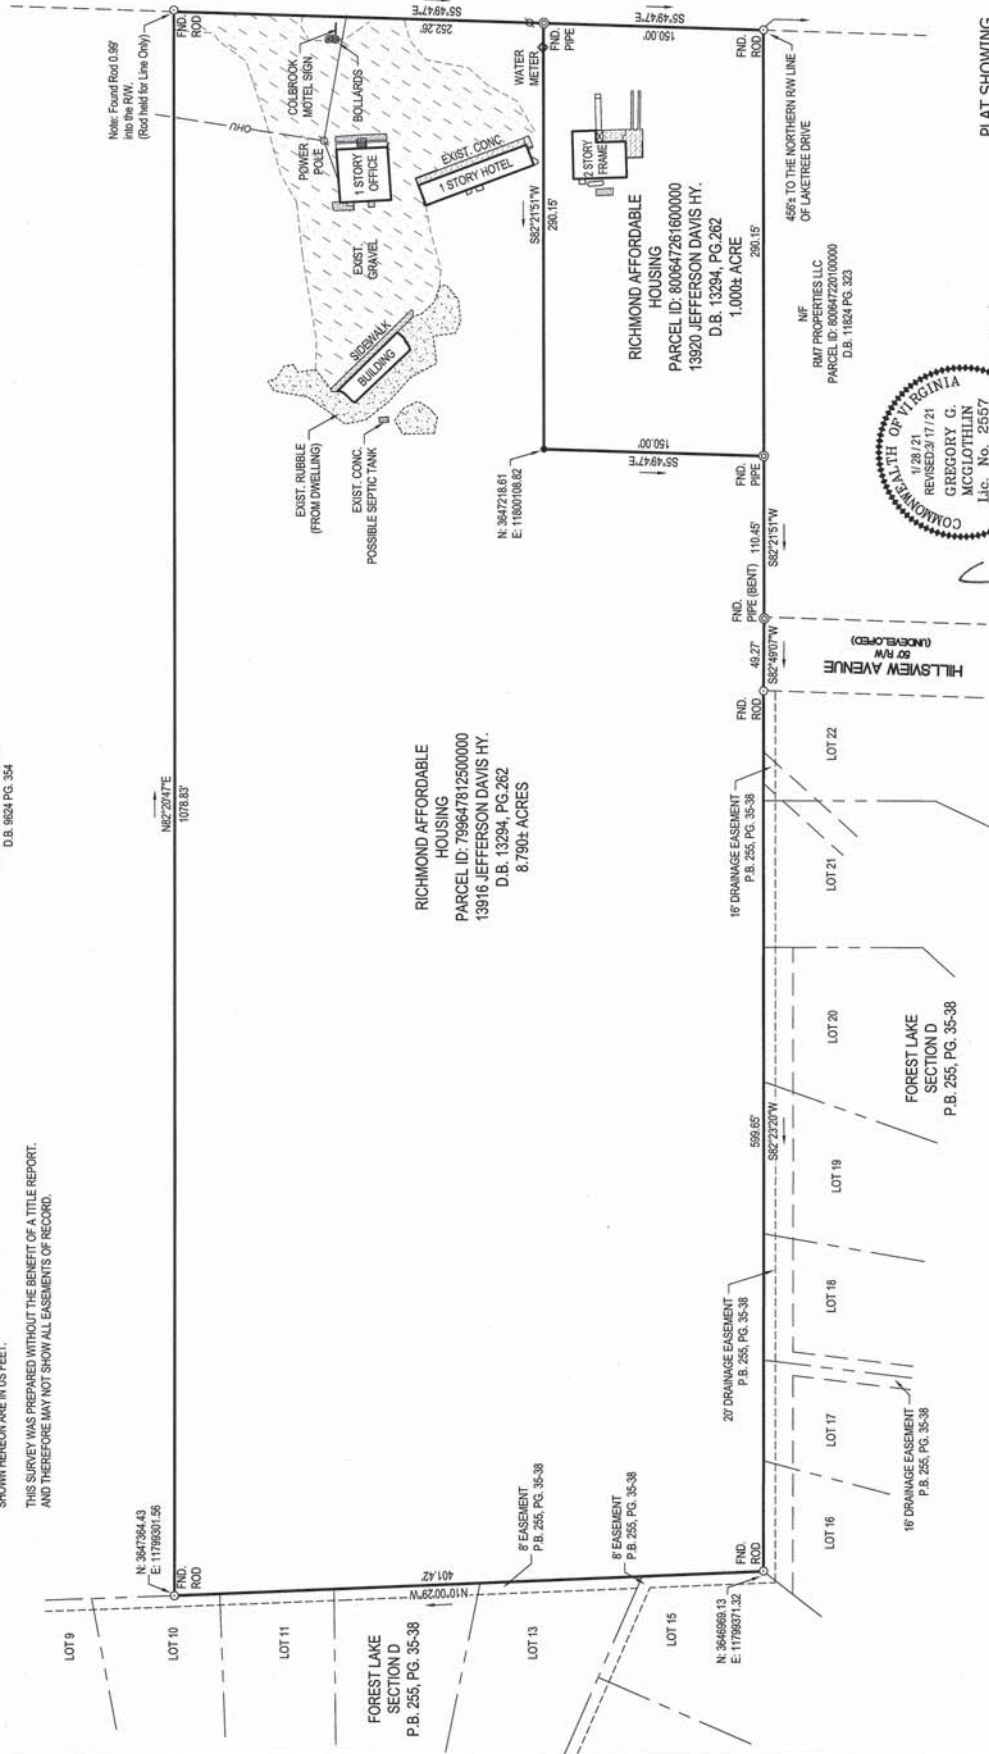 D.B. 9624 PG. 354
SHOWN HEREON ARE IN US FEET.
THIS SURVEY WAS PREPARED WITHOUT THE BENEFIT OF A TITLE REPORT.
AND THEREFORE MAY NOT SHOW ALL EASEMENTS OF RECORD.
Note: Found Rod 0.99'
into the R/W.
(Rod held for Line Only)
N: 3647364.43
E: 11799301.56
FND.
ROD
N82°20'47"E
1078.83'
FND.
ROD
S5°49'47"E
252.26'
OHU
POWER
POLE
COLBROOK
MOTEL SIGN
BOLLARDS
1 STORY
OFFICE
EXIST.
GRAVEL
EXIST. CONC.
1 STORY HOTEL
SIDEWALK
BUILDING
EXIST. RUBBLE
(FROM DWELLING)
EXIST. CONC.
POSSIBLE SEPTIC TANK
WATER
METER
FND.
PIPE
S5°49'47"E
150.00'
S82°21'51"W
290.15'
N: 3647218.61
E: 11800108.82
2 STORY
FRAME
RICHMOND AFFORDABLE
HOUSING
PARCEL ID: 800647261600000
13920 JEFFERSON DAVIS HY.
D.B. 13294, PG.262
1.000± ACRE
S5°49'47"E
150.00'
290.15'
FND.
ROD
456'± TO THE NORTHERN R/W LINE
OF LAKETREE DRIVE
N/F
RM7 PROPERTIES LLC
PARCEL ID: 800647220100000
D.B. 11824 PG. 323
RICHMOND AFFORDABLE
HOUSING
PARCEL ID: 799647812500000
13916 JEFFERSON DAVIS HY.
D.B. 13294, PG.262
8.790± ACRES
FND.
PIPE
110.45'
S82°21'51"W
FND.
PIPE (BENT)
49.27'
S82°49'07"W
FND.
ROD
HILLSVIEW AVENUE
50' R/W
(UNDEVELOPED)
599.65'
S82°23'20"W
16' DRAINAGE EASEMENT
P.B. 255, PG. 35-38
20' DRAINAGE EASEMENT
P.B. 255, PG. 35-38
16' DRAINAGE EASEMENT
P.B. 255, PG. 35-38
LOT 22
LOT 21
LOT 20
LOT 19
LOT 18
LOT 17
LOT 16
FOREST LAKE
SECTION D
P.B. 255, PG. 35-38
FND.
ROD
N: 3646969.13
E: 11799371.32
N10°00'29"W
401.42'
8' EASEMENT
P.B. 255, PG. 35-38
8' EASEMENT
P.B. 255, PG. 35-38
LOT 9
LOT 10
LOT 11
LOT 13
LOT 15
FOREST LAKE
SECTION D
P.B. 255, PG. 35-38
COMMONWEALTH OF VIRGINIA
1/28/21
REVISED:3/17/21
GREGORY G.
MCGLOTHLIN
Lic. No. 2557
PLAT SHOWING